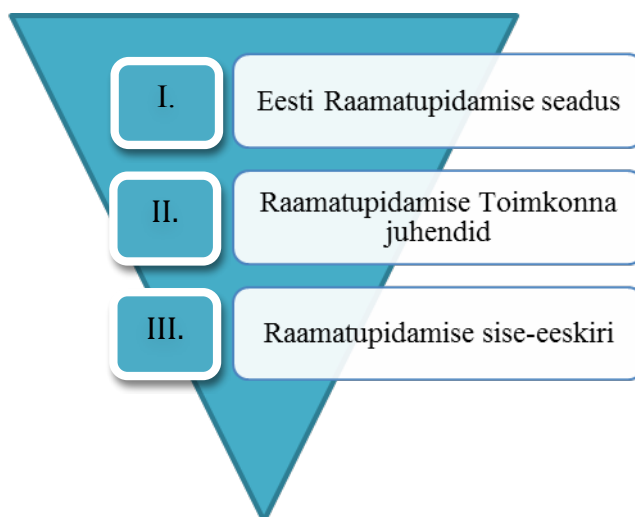 I.
Eesti Raamatupidamise seadus
II.
Raamatupidamise Toimkonna
juhendid
III.
Raamatupidamise sise-eeskiri